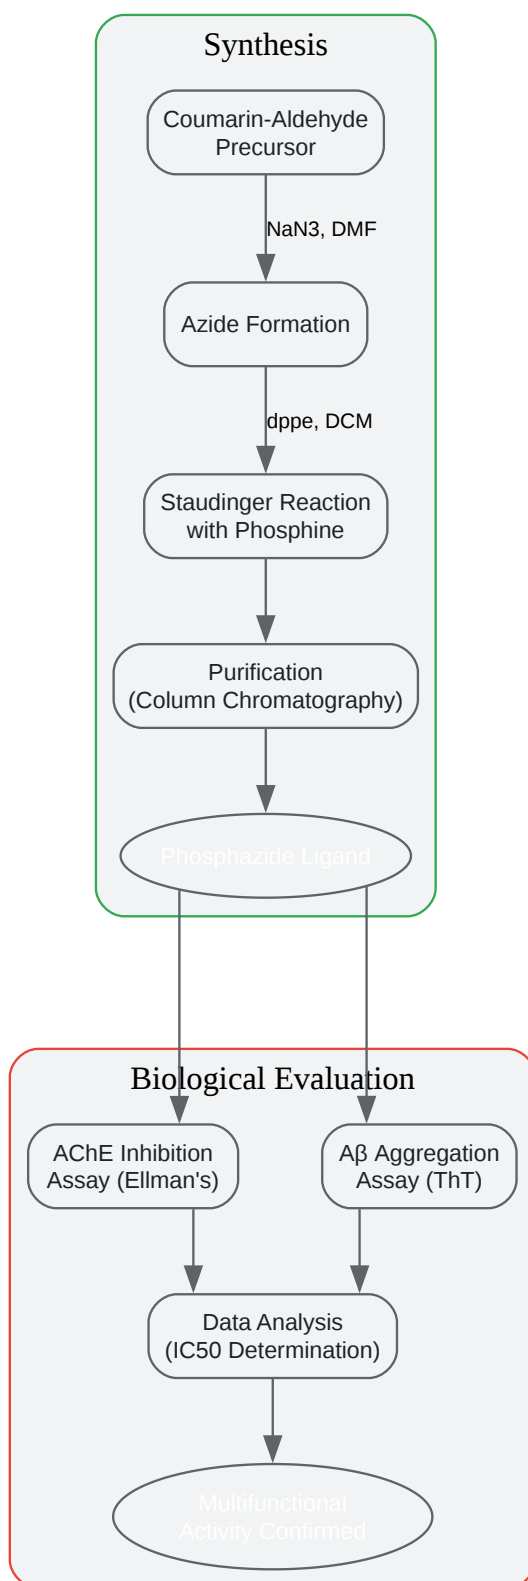 Synthesis
Coumarin-Aldehyde
Precursor
NaN3, DMF
Azide Formation
dppe, DCM
Staudinger Reaction
with Phosphine
Purification
(Column Chromatography)
Phosphazide Ligand
Biological Evaluation
AChE Inhibition
Assay (Ellman's)
Aβ Aggregation
Assay (ThT)
Data Analysis
(IC50 Determination)
Multifunctional
Activity Confirmed